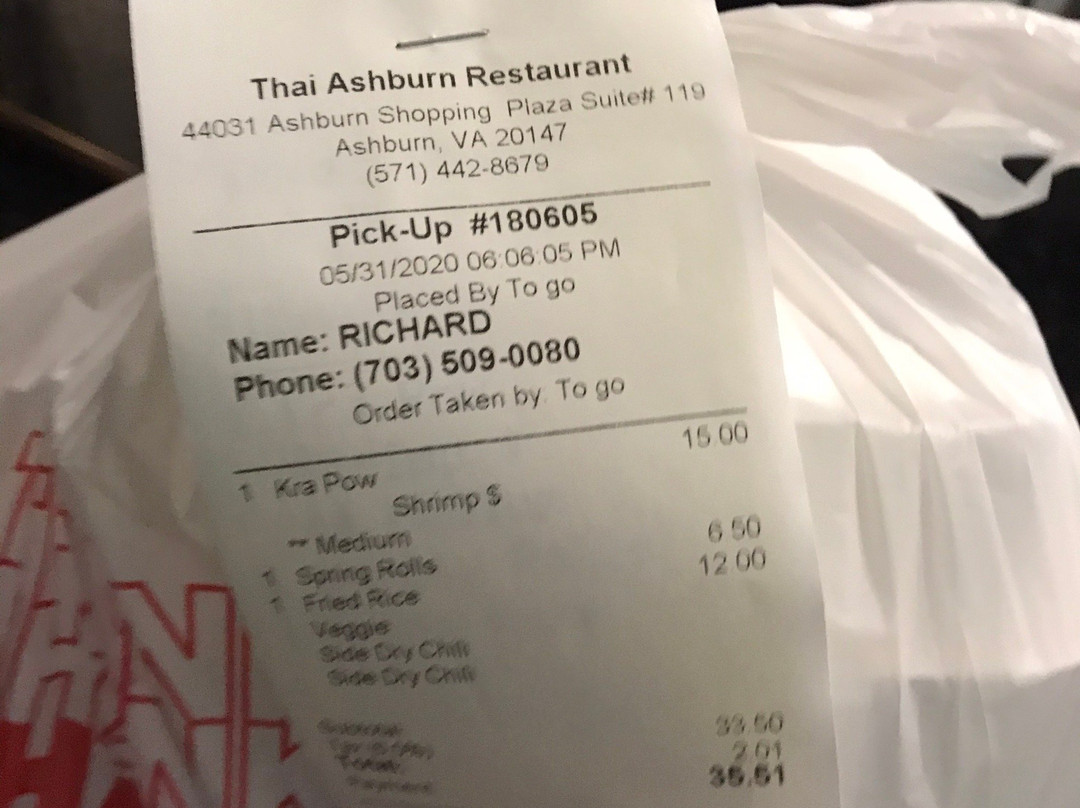 Thai Ashburn Restaurant
44031 Ashburn Shopping Plaza Suite# 119
Ashburn, VA 20147
(571) 442-8679
Pick-Up #180605
05/31/2020 06:06:05 PM
Placed By To go
Name: RICHARD
Phone: (703) 509-0080
Order Taken by: To go
1 Kra Pow 15.00
Shrimp $
** Medium
1 Spring Rolls 6.50
1 Fried Rice 12.00
Veggie
Side Dry Chili
Side Dry Chili
Subtotal: 33.50
2.01
Total: 35.51
Payment